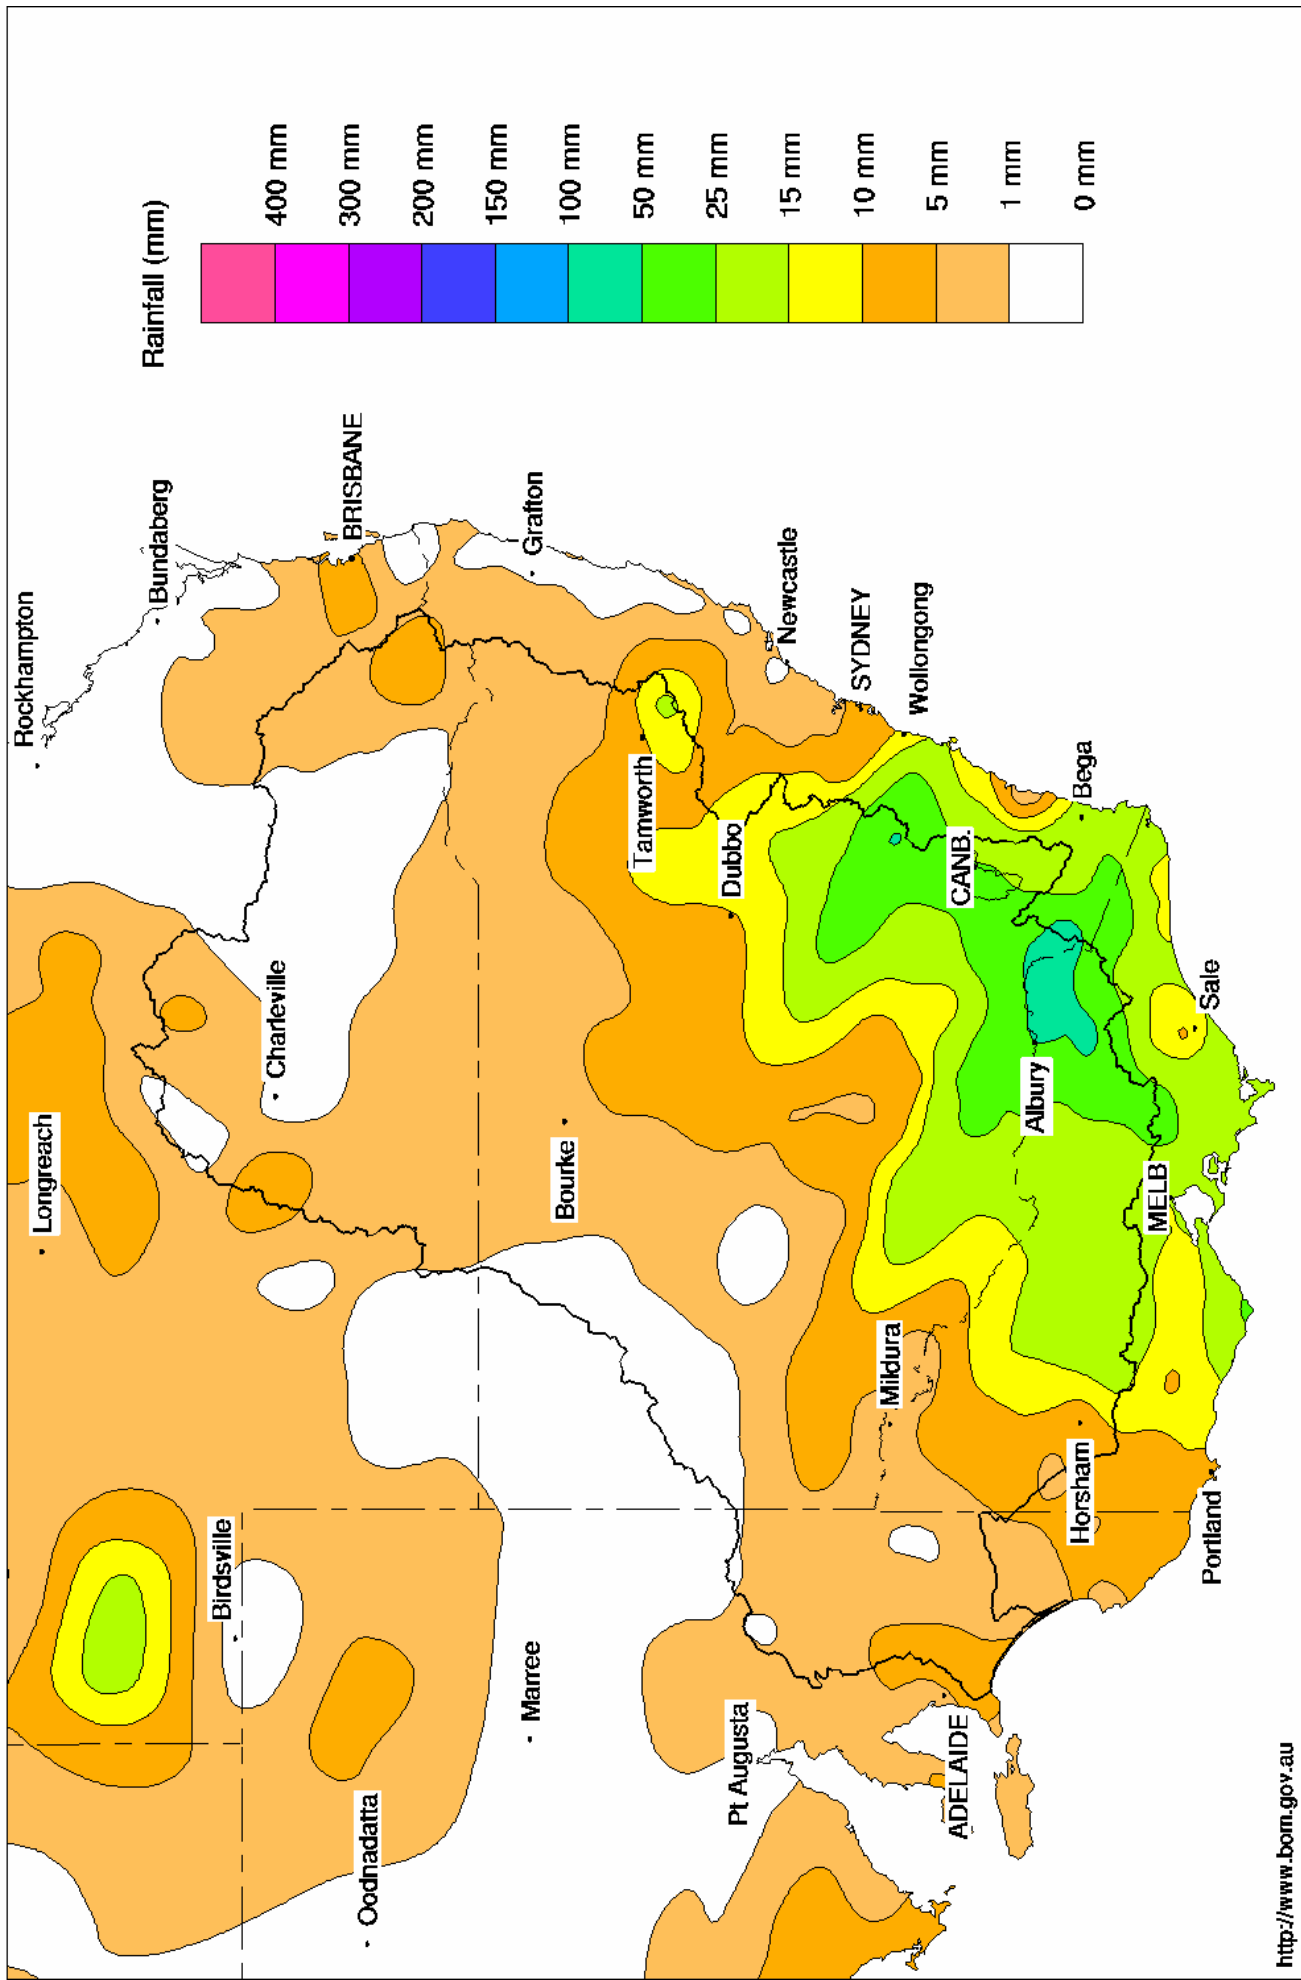 Rockhampton
Longreach
Bundaberg
Birdsville
Charleville
BRISBANE
Oodnadatta
Marree
Bourke
Grafton
Tamworth
Pt Augusta
Dubbo
Newcastle
Mildura
SYDNEY
ADELAIDE
CANB.
Wollongong
Albury
Horsham
Bega
MELB
Portland
Sale
Rainfall (mm)
400 mm
300 mm
200 mm
150 mm
100 mm
50 mm
25 mm
15 mm
10 mm
5 mm
1 mm
0 mm
http://www.bom.gov.au